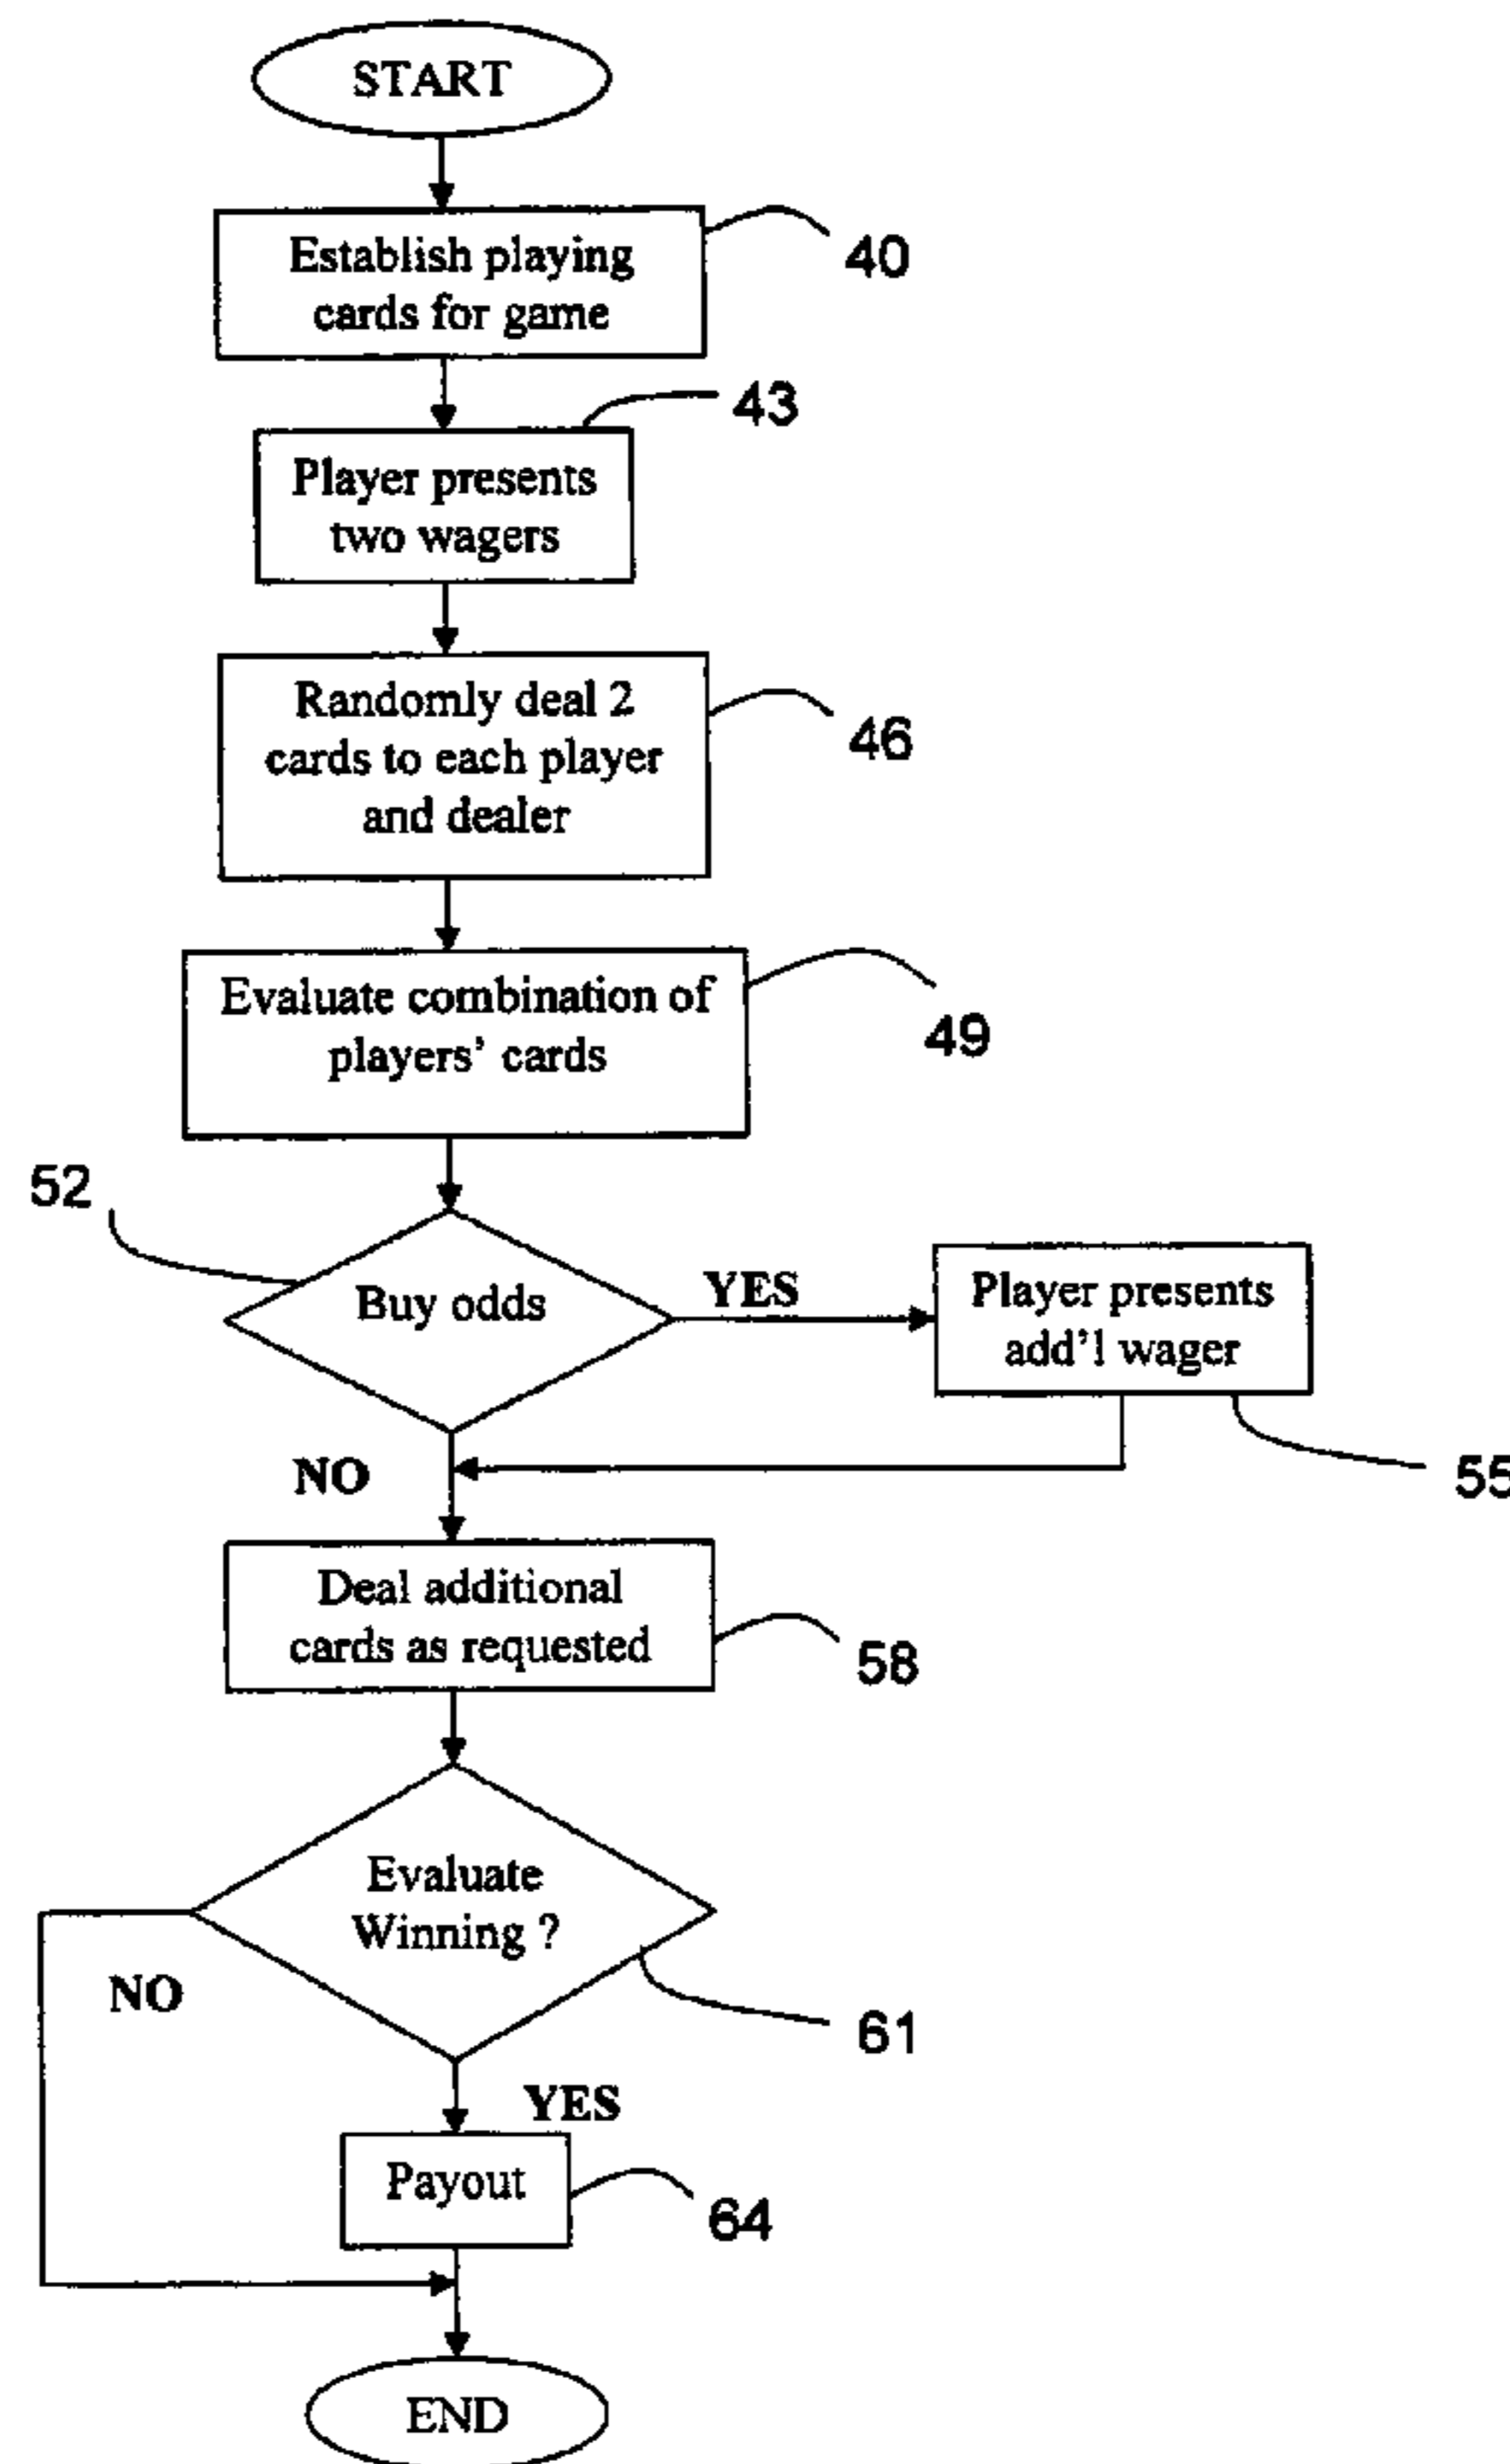 START
Establish playing
cards for game
40
43
Player presents
two wagers
Randomly deal 2
cards to each player
and dealer
46
Evaluate combination of
players' cards
49
52
Buy odds
YES
Player presents
add'l wager
NO
55
Deal additional
cards as requested
58
Evaluate
Winning ?
NO
61
YES
Payout
64
END